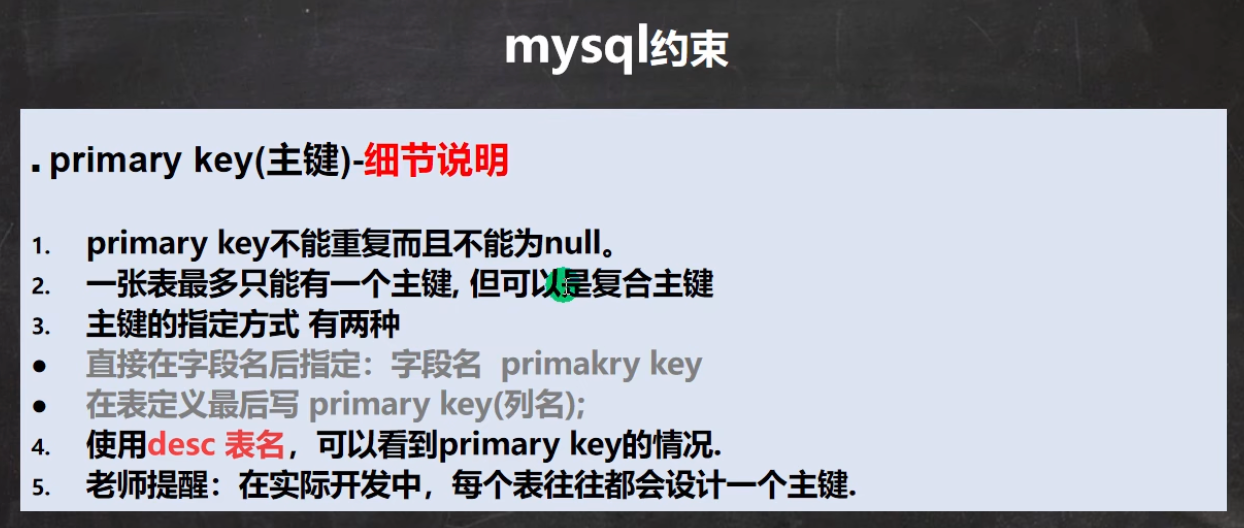 mysql约束
. primary key(主键)-细节说明
1. primary key不能重复而且不能为null。
2. 一张表最多只能有一个主键, 但可以是复合主键
3. 主键的指定方式 有两种
● 直接在字段名后指定：字段名 primakry key
● 在表定义最后写 primary key(列名);
4. 使用desc 表名，可以看到primary key的情况.
5. 老师提醒：在实际开发中，每个表往往都会设计一个主键.